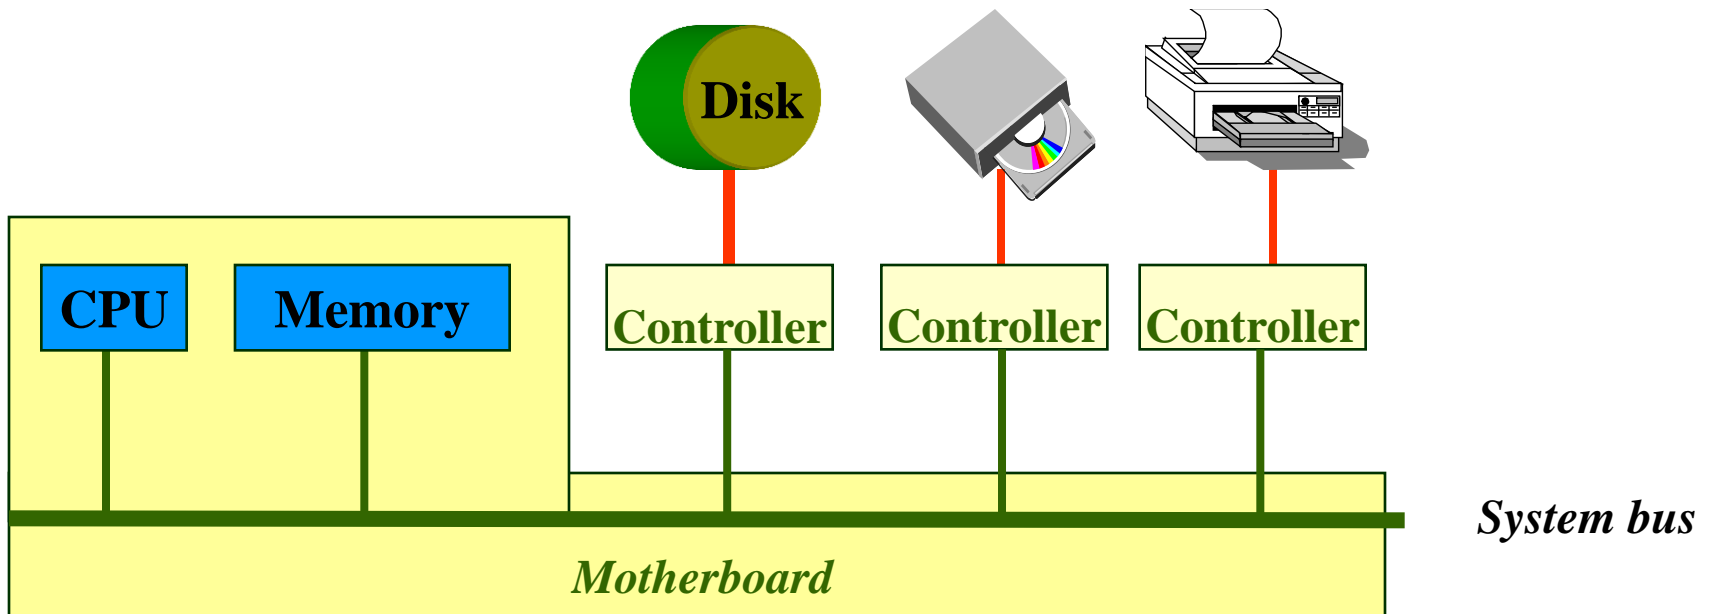 Disk
CPU
Memory
Controller
Controller
Controller
System bus
Motherboard